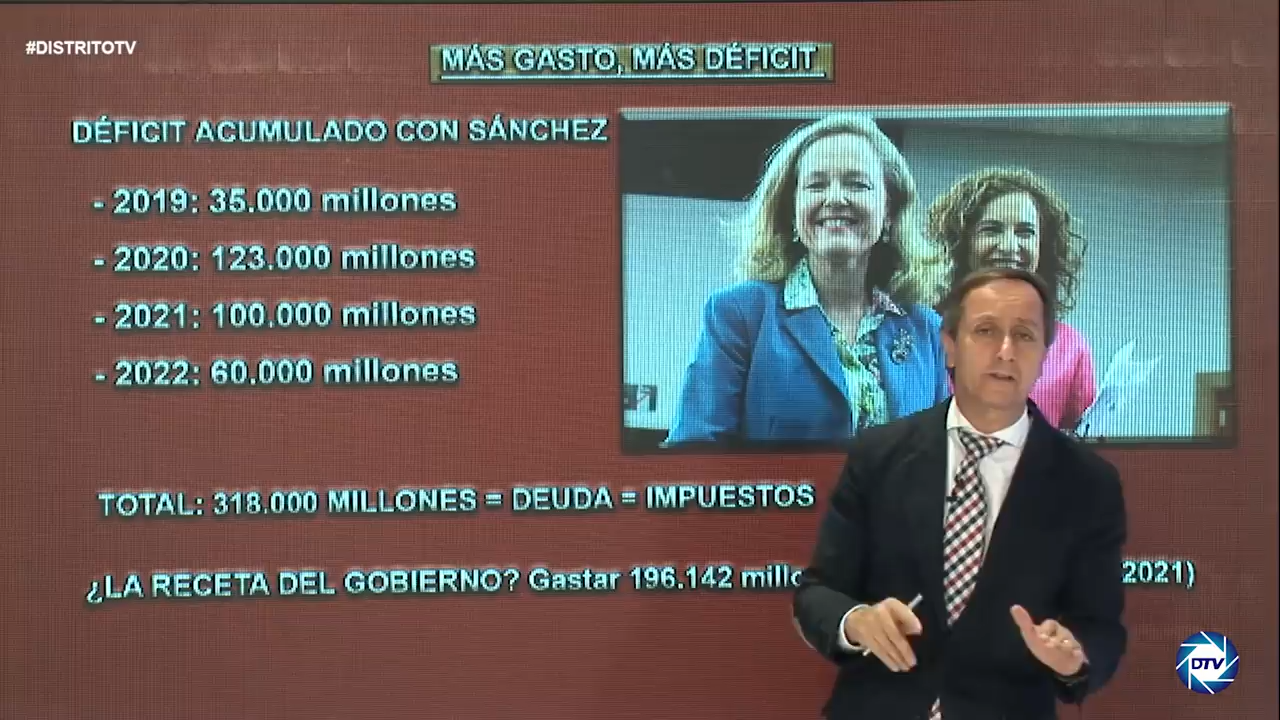 #DISTRITOTV
MÁS GASTO, MÁS DÉFICIT
DÉFICIT ACUMULADO CON SÁNCHEZ
- 2019: 35.000 millones
- 2020: 123.000 millones
- 2021: 100.000 millones
- 2022: 60.000 millones
TOTAL: 318.000 MILLONES = DEUDA = IMPUESTOS
¿LA RECETA DEL GOBIERNO? Gastar 196.142 2021)
DTV